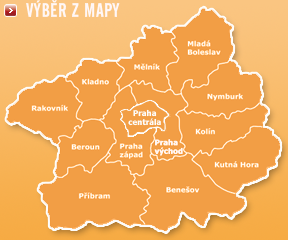 VÝBĚR Z MAPY
Mladá
Boleslav
Mělník
Kladno
Nymburk
Rakovník
Praha
centrála
Kolín
Beroun
Praha
západ
Praha
východ
Kutná Hora
Příbram
Benešov